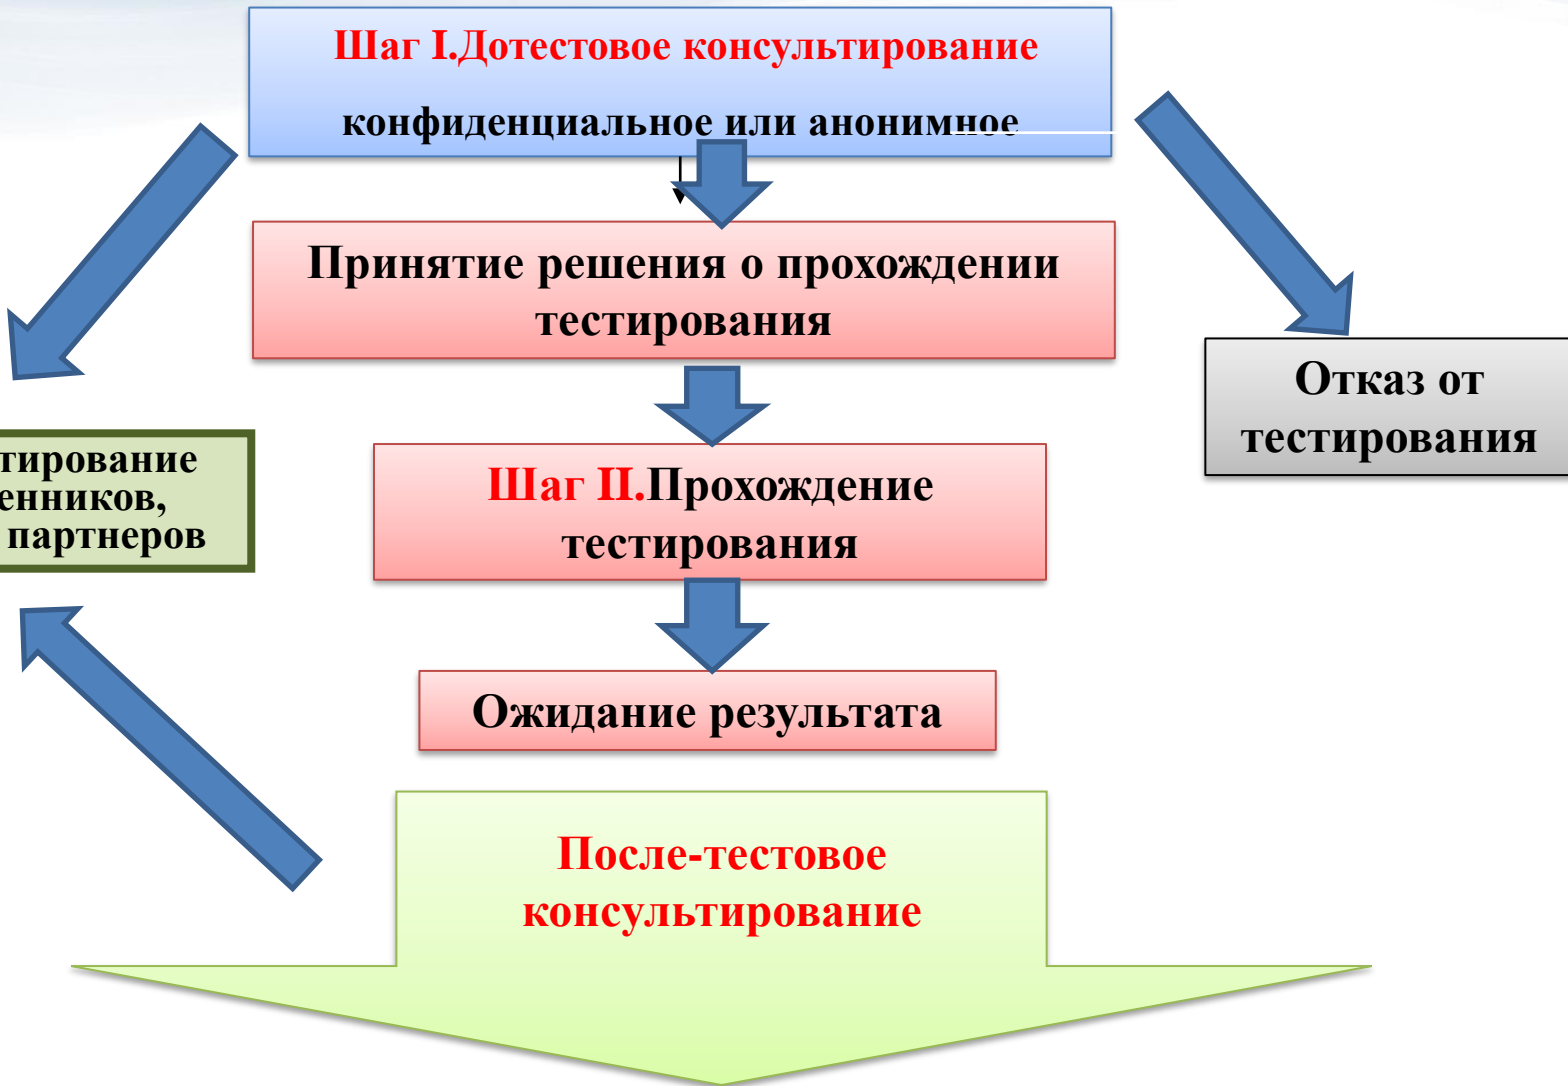 Шаг I.Дотестовое консультирование
конфиденциальное или анонимное
Принятие решения о прохождении
тестирования
Отказ от
тестирования
партнеров
Шаг II.Прохождение
тестирования
Ожидание результата
После-тестовое
консультирование